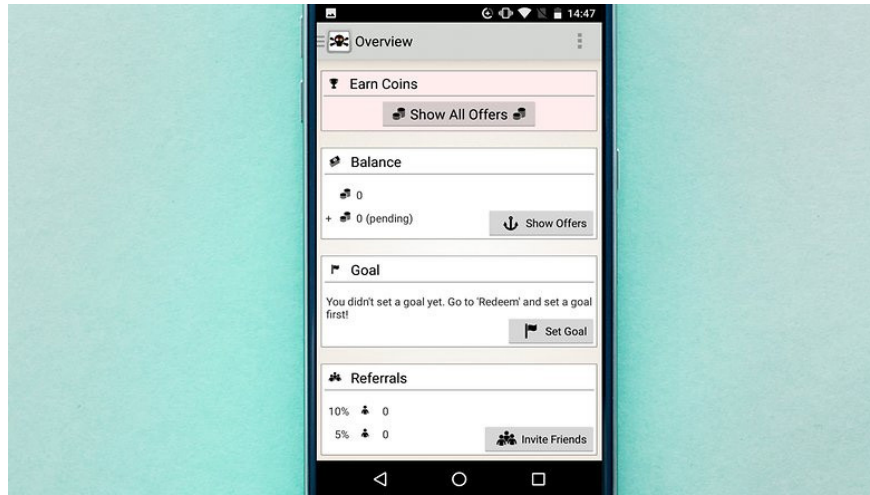 14:47
Overview
Earn Coins
Show All Offers
Balance
0
+ 0 (pending)
Show Offers
Goal
You didn't set a goal yet. Go to 'Redeem' and set a goal
first!
Set Goal
Referrals
10% 0
5% 0
Invite Friends